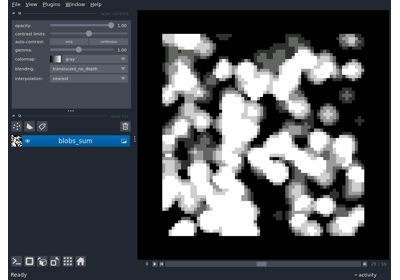 File View Plugins Window Help
opacity: 1.00
contrast limits:
auto-contrast: once continuous
gamma: 1.00
colormap: gray
blending: translucent_no_depth
interpolation: nearest
blobs_sum
Ready activity